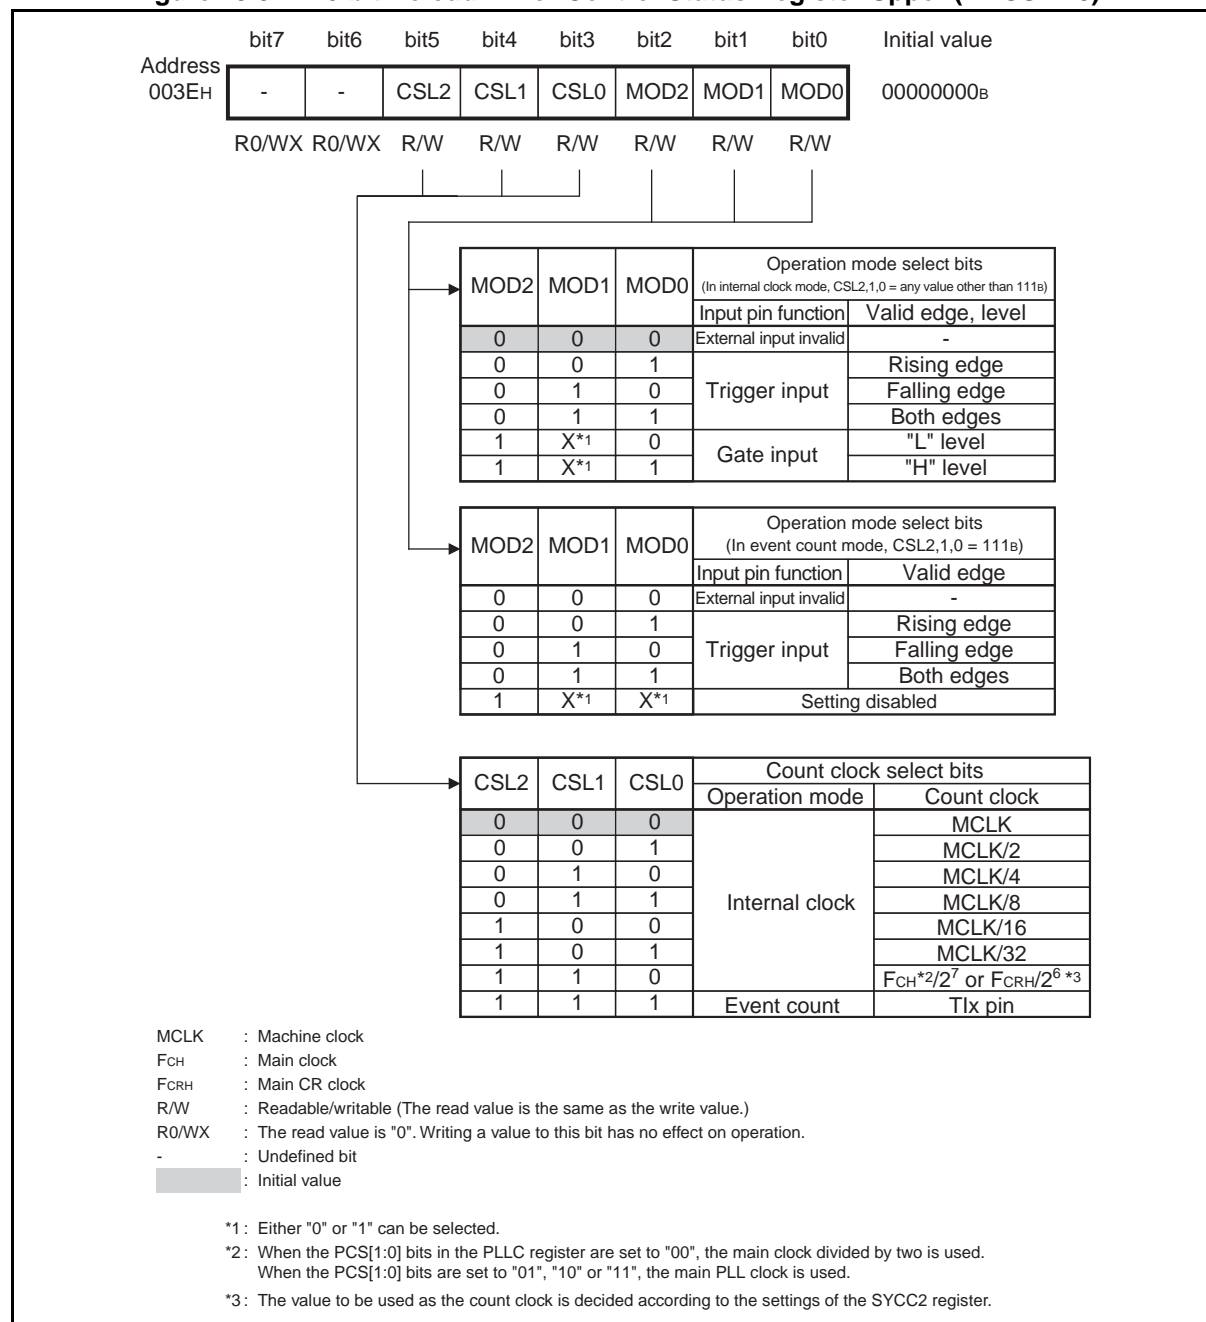 bit7 bit6 bit5 bit4 bit3 bit2 bit1 bit0 Initial value
Address
003EH - - CSL2 CSL1 CSL0 MOD2 MOD1 MOD0 00000000B
R0/WX R0/WX R/W R/W R/W R/W R/W R/W
MOD2 MOD1 MOD0 Operation mode select bits
(In internal clock mode, CSL2,1,0 = any value other than 111B)
Input pin function Valid edge, level
0 0 0 External input invalid -
0 0 1 Rising edge
0 1 0 Trigger input Falling edge
0 1 1 Both edges
1 X*1 0 Gate input "L" level
1 X*1 1 "H" level
MOD2 MOD1 MOD0 Operation mode select bits
(In event count mode, CSL2,1,0 = 111B)
Input pin function Valid edge
0 0 0 External input invalid -
0 0 1 Rising edge
0 1 0 Trigger input Falling edge
0 1 1 Both edges
1 X*1 X*1 Setting disabled
CSL2 CSL1 CSL0 Count clock select bits
Operation mode Count clock
0 0 0 MCLK
0 0 1 MCLK/2
0 1 0 MCLK/4
0 1 1 Internal clock MCLK/8
1 0 0 MCLK/16
1 0 1 MCLK/32
1 1 0 FCH*2/2^7 or FCRH/2^6 *3
1 1 1 Event count TIx pin
MCLK : Machine clock
FCH : Main clock
FCRH : Main CR clock
R/W : Readable/writable (The read value is the same as the write value.)
R0/WX : The read value is "0". Writing a value to this bit has no effect on operation.
- : Undefined bit
: Initial value
*1 : Either "0" or "1" can be selected.
*2 : When the PCS[1:0] bits in the PLLC register are set to "00", the main clock divided by two is used.
When the PCS[1:0] bits are set to "01", "10" or "11", the main PLL clock is used.
*3 : The value to be used as the count clock is decided according to the settings of the SYCC2 register.